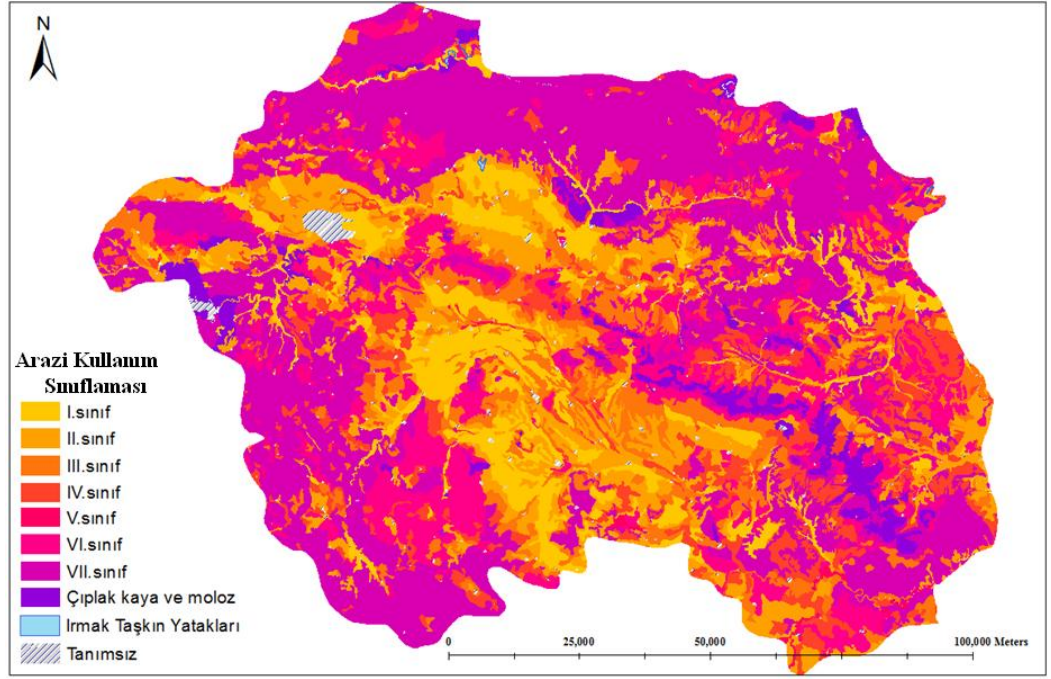 N
Arazi Kullanım
Sınıflaması
I.sınıf
II.sınıf
III.sınıf
IV.sınıf
V.sınıf
VI.sınıf
VII.sınıf
Çıplak kaya ve moloz
Irmak Taşkın Yatakları
Tanımsız
0 25,000 50,000 100,000 Meters